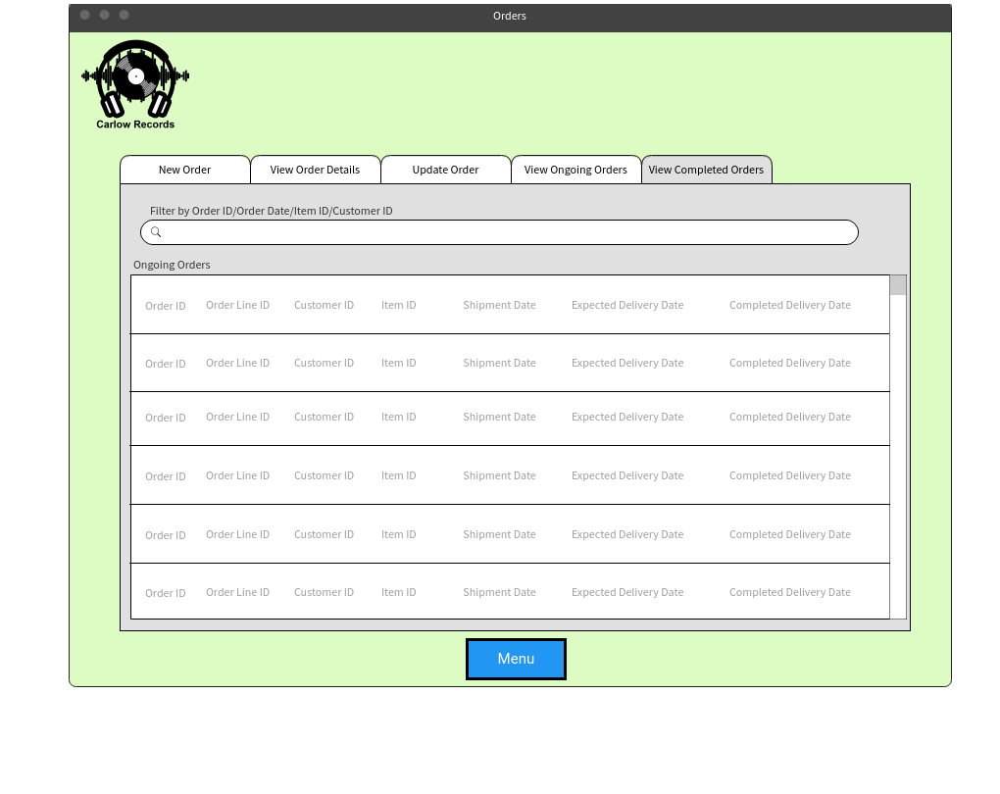 Orders
Carlow Records
New Order View Order Details Update Order View Ongoing Orders View Completed Orders
Filter by Order ID/Order Date/Item ID/Customer ID
Ongoing Orders
Order ID Order Line ID Customer ID Item ID Shipment Date Expected Delivery Date Completed Delivery Date
Order ID Order Line ID Customer ID Item ID Shipment Date Expected Delivery Date Completed Delivery Date
Order ID Order Line ID Customer ID Item ID Shipment Date Expected Delivery Date Completed Delivery Date
Order ID Order Line ID Customer ID Item ID Shipment Date Expected Delivery Date Completed Delivery Date
Order ID Order Line ID Customer ID Item ID Shipment Date Expected Delivery Date Completed Delivery Date
Order ID Order Line ID Customer ID Item ID Shipment Date Expected Delivery Date Completed Delivery Date
Menu